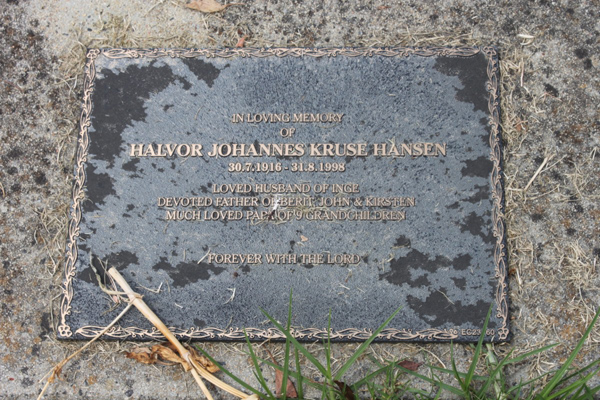 IN LOVING MEMORY
OF
HALVOR JOHANNES KRUSE HANSEN
30.7.1916 - 31.8.1998
LOVED HUSBAND OF INGE
DEVOTED FATHER OF BERIT, JOHN & KIRSTEN
MUCH LOVED PAPA OF 9 GRANDCHILDREN
FOREVER WITH THE LORD